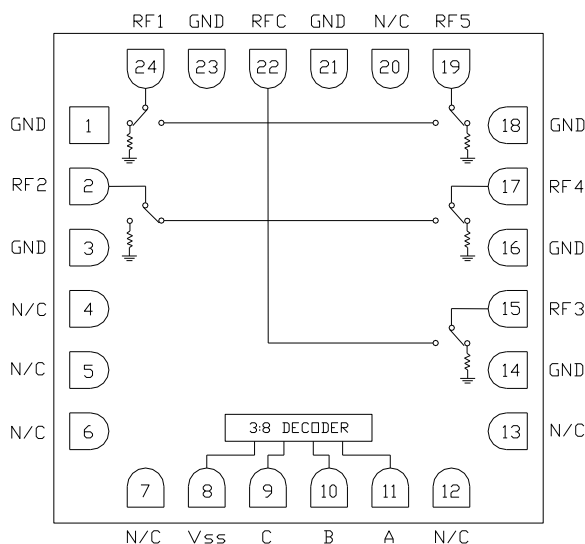 RF1 GND RFC GND N/C RF5
24 23 22 21 20 19
GND 1 18 GND
RF2 2 17 RF4
GND 3 16 GND
N/C 4 15 RF3
N/C 5 14 GND
N/C 6 13 N/C
3:8 DECODER
7 8 9 10 11 12
N/C Vss C B A N/C